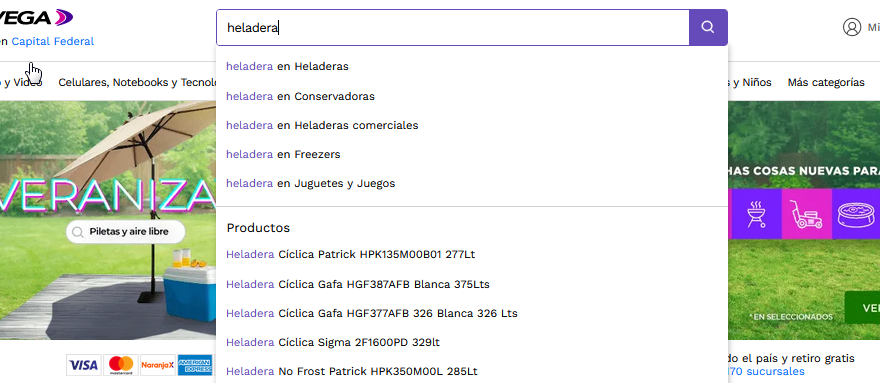 VEGA
en Capital Federal
heladera
Mi
y Video
Celulares, Notebooks y Tecnol
s y Niños
Más categorías
heladera en Heladeras
heladera en Conservadoras
heladera en Heladeras comerciales
heladera en Freezers
heladera en Juguetes y Juegos
VERANIZA
Piletas y aire libre
HAS COSAS NUEVAS PARA
*EN SELECCIONADOS
VE
Productos
Heladera Cíclica Patrick HPK135M00B01 277Lt
Heladera Cíclica Gafa HGF387AFB Blanca 375Lts
Heladera Cíclica Gafa HGF377AFB 326 Blanca 326 Lts
Heladera Cíclica Sigma 2F1600PD 329lt
Heladera No Frost Patrick HPK350M00L 285Lt
VISA
mastercard
NaranjaX
AMERICAN EXPRESS
do el país y retiro gratis
170 sucursales